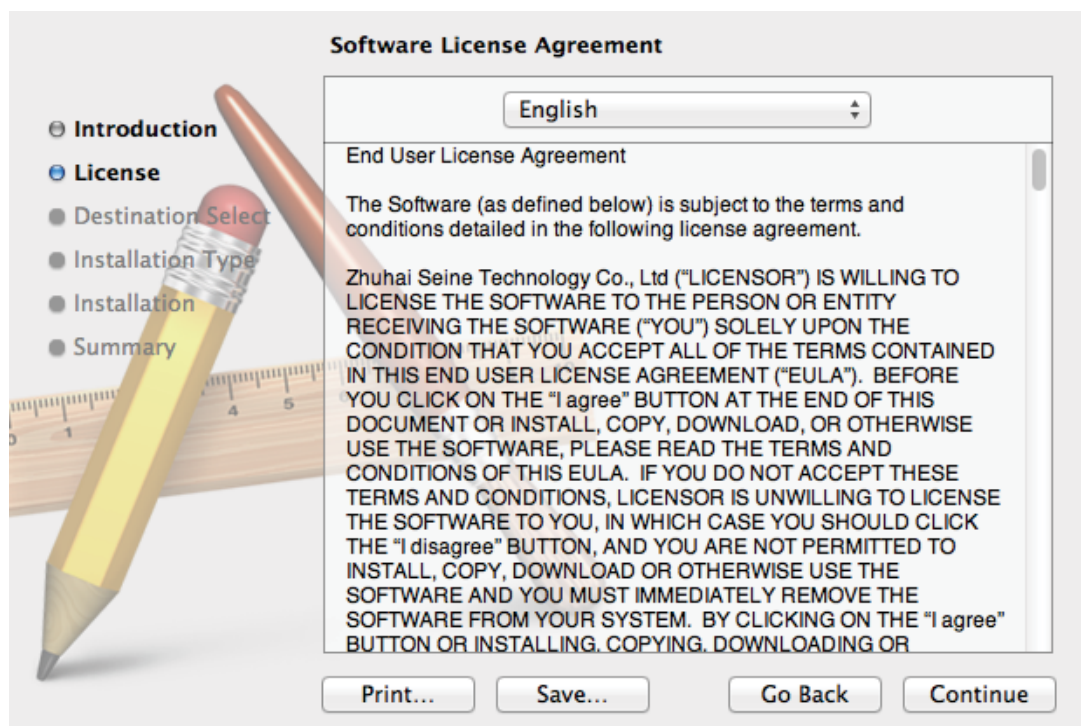 Software License Agreement
Introduction
License
Destination Select
Installation Type
Installation
Summary
English
End User License Agreement
The Software (as defined below) is subject to the terms and
conditions detailed in the following license agreement.
Zhuhai Seine Technology Co., Ltd (“LICENSOR”) IS WILLING TO
LICENSE THE SOFTWARE TO THE PERSON OR ENTITY
RECEIVING THE SOFTWARE (“YOU”) SOLELY UPON THE
CONDITION THAT YOU ACCEPT ALL OF THE TERMS CONTAINED
IN THIS END USER LICENSE AGREEMENT (“EULA”).  BEFORE
YOU CLICK ON THE “I agree” BUTTON AT THE END OF THIS
DOCUMENT OR INSTALL, COPY, DOWNLOAD, OR OTHERWISE
USE THE SOFTWARE, PLEASE READ THE TERMS AND
CONDITIONS OF THIS EULA.  IF YOU DO NOT ACCEPT THESE
TERMS AND CONDITIONS, LICENSOR IS UNWILLING TO LICENSE
THE SOFTWARE TO YOU, IN WHICH CASE YOU SHOULD CLICK
THE “I disagree” BUTTON, AND YOU ARE NOT PERMITTED TO
INSTALL, COPY, DOWNLOAD OR OTHERWISE USE THE
SOFTWARE AND YOU MUST IMMEDIATELY REMOVE THE
SOFTWARE FROM YOUR SYSTEM.  BY CLICKING ON THE “I agree”
BUTTON OR INSTALLING, COPYING, DOWNLOADING OR
0 1 4 5
Print...
Save...
Go Back
Continue